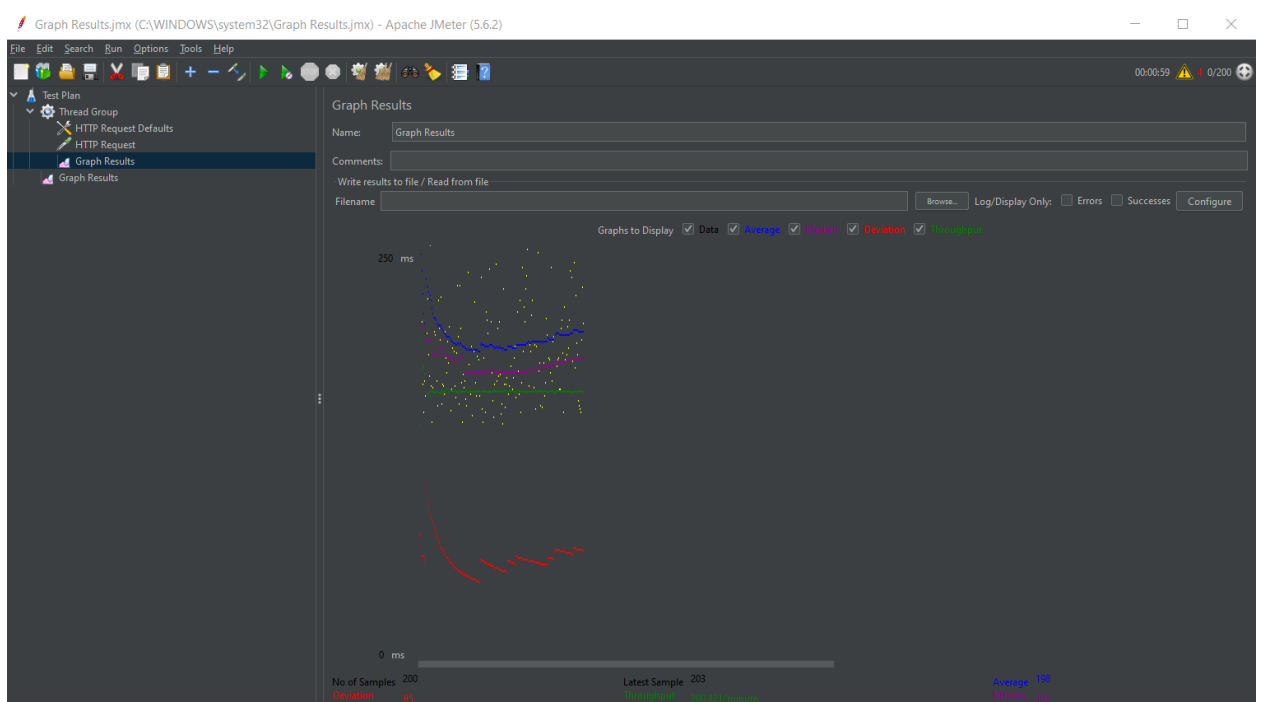 Graph Results.jmx (C:\WINDOWS\system32\Graph Results.jmx) - Apache JMeter (5.6.2)
File Edit Search Run Options Tools Help
00:00:59 0/200
Test Plan
Thread Group
HTTP Request Defaults
HTTP Request
Graph Results
Graph Results
Graph Results
Name: Graph Results
Comments:
Write results to file / Read from file
Filename Browse... Log/Display Only: Errors Successes Configure
Graphs to Display Data Average Median Deviation Throughput
250 ms
0 ms
No of Samples 200 Latest Sample 203 Average 198
Deviation 65 Throughput